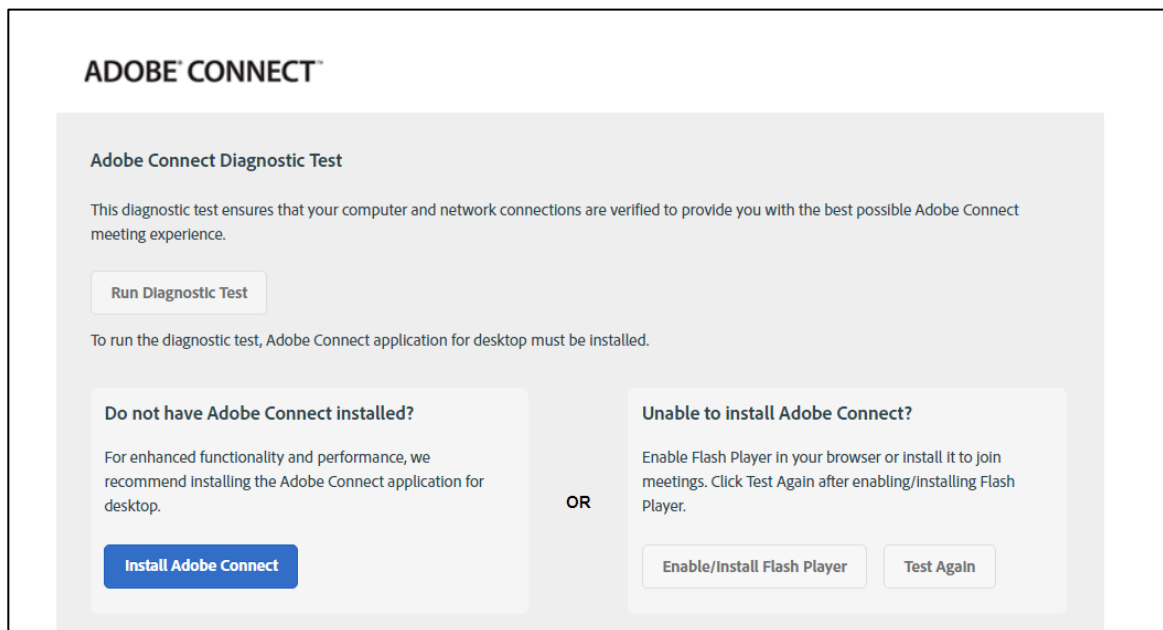 ADOBE® CONNECT™
Adobe Connect Diagnostic Test
This diagnostic test ensures that your computer and network connections are verified to provide you with the best possible Adobe Connect
meeting experience.
Run Diagnostic Test
To run the diagnostic test, Adobe Connect application for desktop must be installed.
Do not have Adobe Connect installed?
For enhanced functionality and performance, we
recommend installing the Adobe Connect application for
desktop.
Install Adobe Connect
OR
Unable to install Adobe Connect?
Enable Flash Player in your browser or install it to join
meetings. Click Test Again after enabling/installing Flash
Player.
Enable/Install Flash Player
Test Again